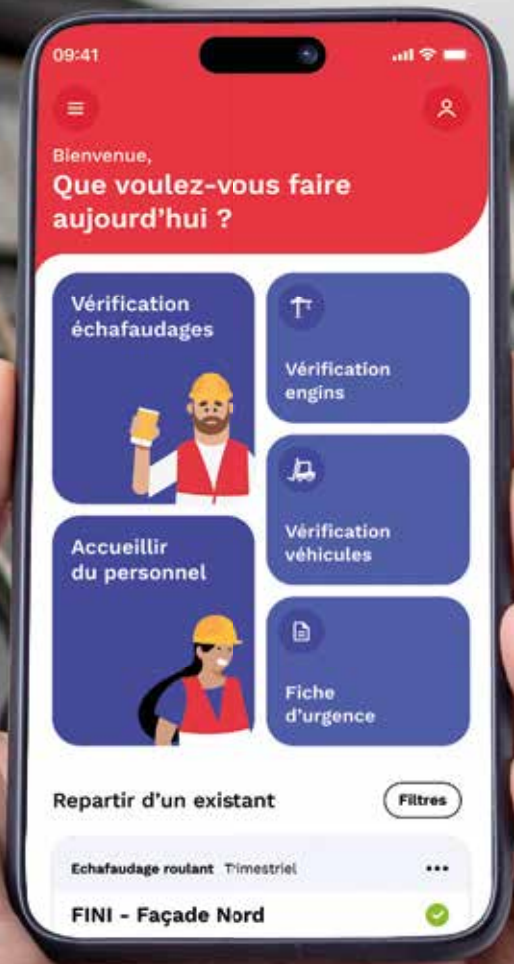 09:41
Bienvenue,
Que voulez-vous faire
aujourd'hui ?
Vérification
échafaudages
Vérification
engins
Vérification
véhicules
Accueillir
du personnel
Fiche
d'urgence
Repartir d'un existant
Filtres
Echafaudage roulant Trimestriel
FINI - Façade Nord